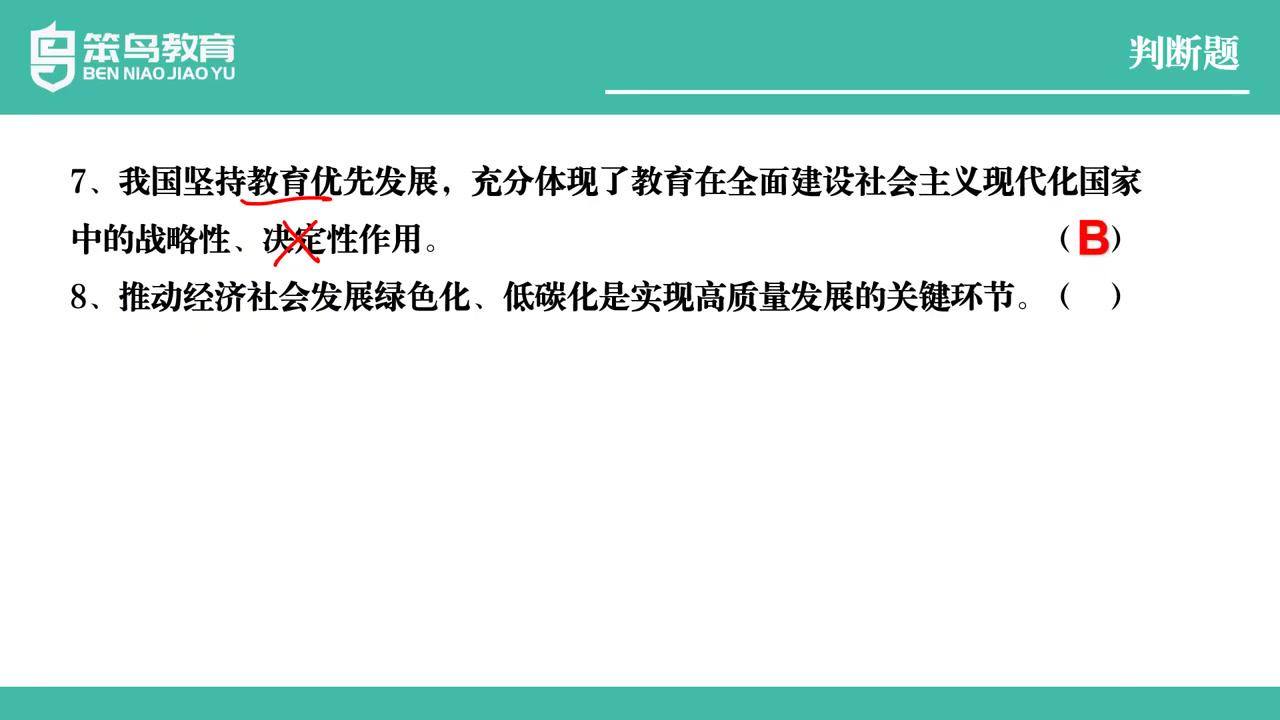 笨鸟教育
BEN NIAO JIAO YU
判断题
7、我国坚持教育优先发展，充分体现了教育在全面建设社会主义现代化国家
中的战略性、决定性作用。 （B）
8、推动经济社会发展绿色化、低碳化是实现高质量发展的关键环节。（ ）